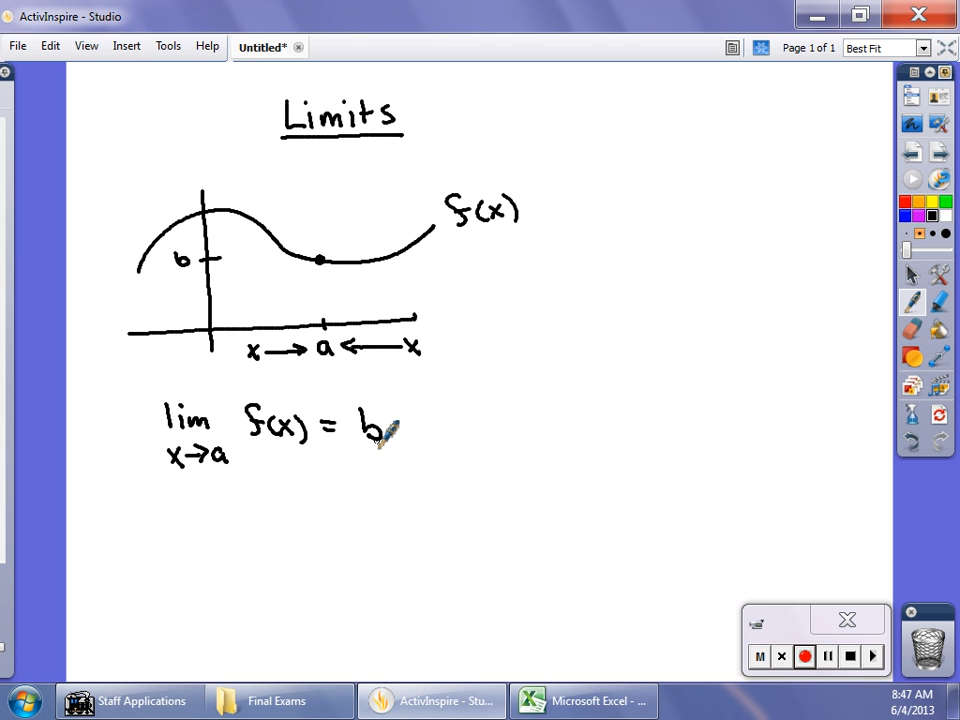 ActivInspire - Studio
File Edit View Insert Tools Help Untitled* Page 1 of 1 Best Fit
Limits
f(x)
b
x → a ← x
lim f(x) = b
x→a
M
Staff Applications Final Exams ActivInspire - Stu... Microsoft Excel - ... 8:47 AM
6/4/2013